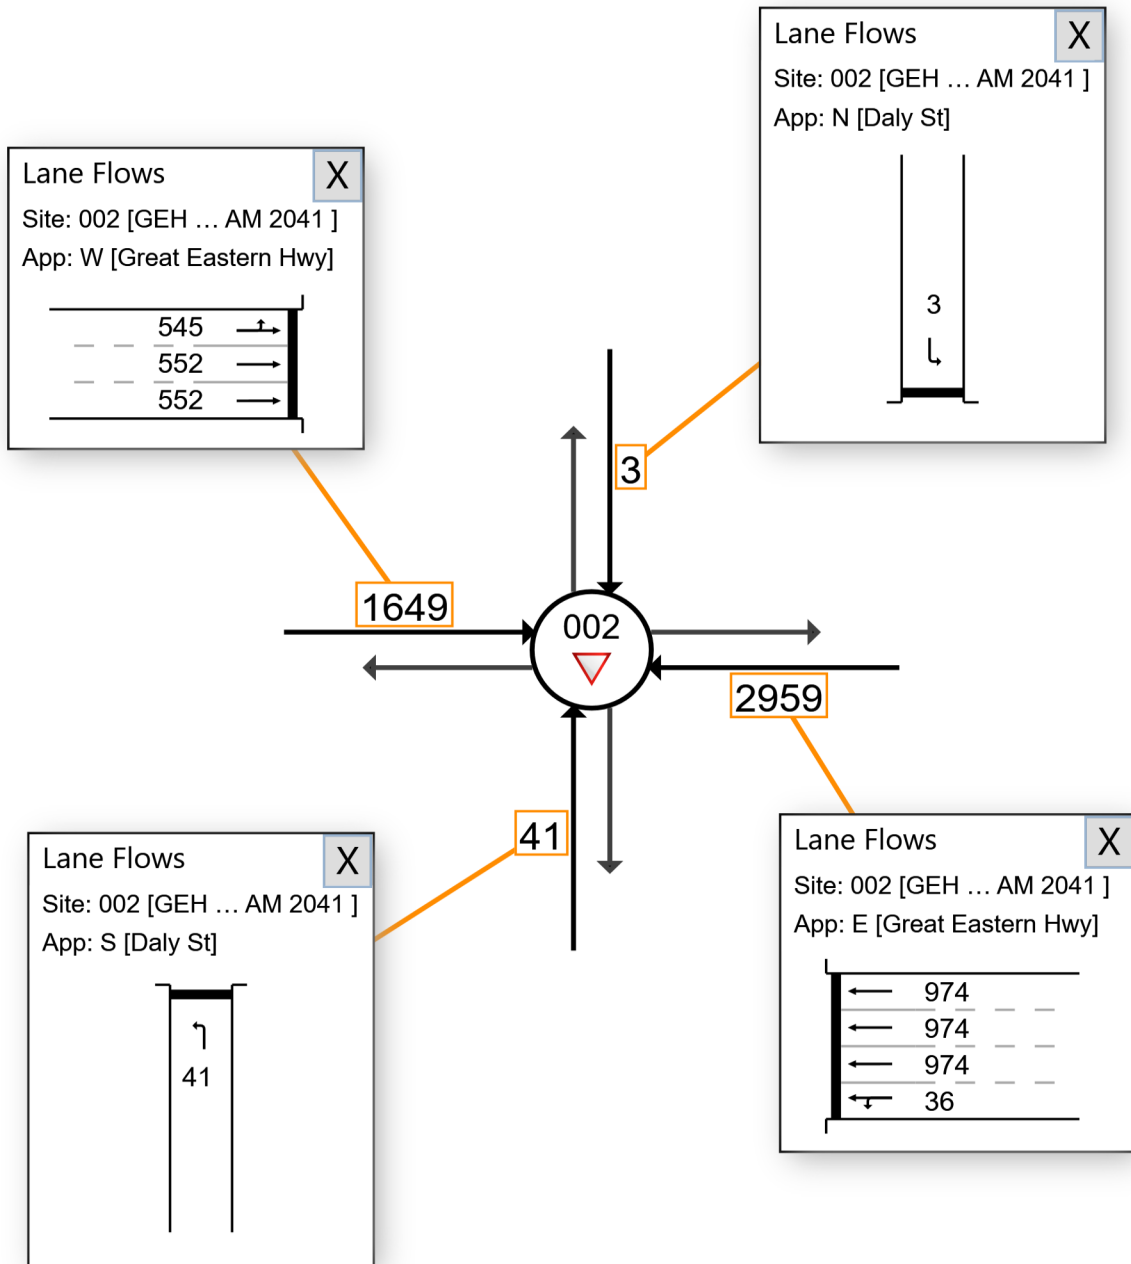 Lane Flows
X
Site: 002 [GEH ... AM 2041 ]
App: N [Daly St]
3
Lane Flows
X
Site: 002 [GEH ... AM 2041 ]
App: W [Great Eastern Hwy]
545
552
552
3
1649
002
2959
41
Lane Flows
X
Site: 002 [GEH ... AM 2041 ]
App: S [Daly St]
41
Lane Flows
X
Site: 002 [GEH ... AM 2041 ]
App: E [Great Eastern Hwy]
974
974
974
36